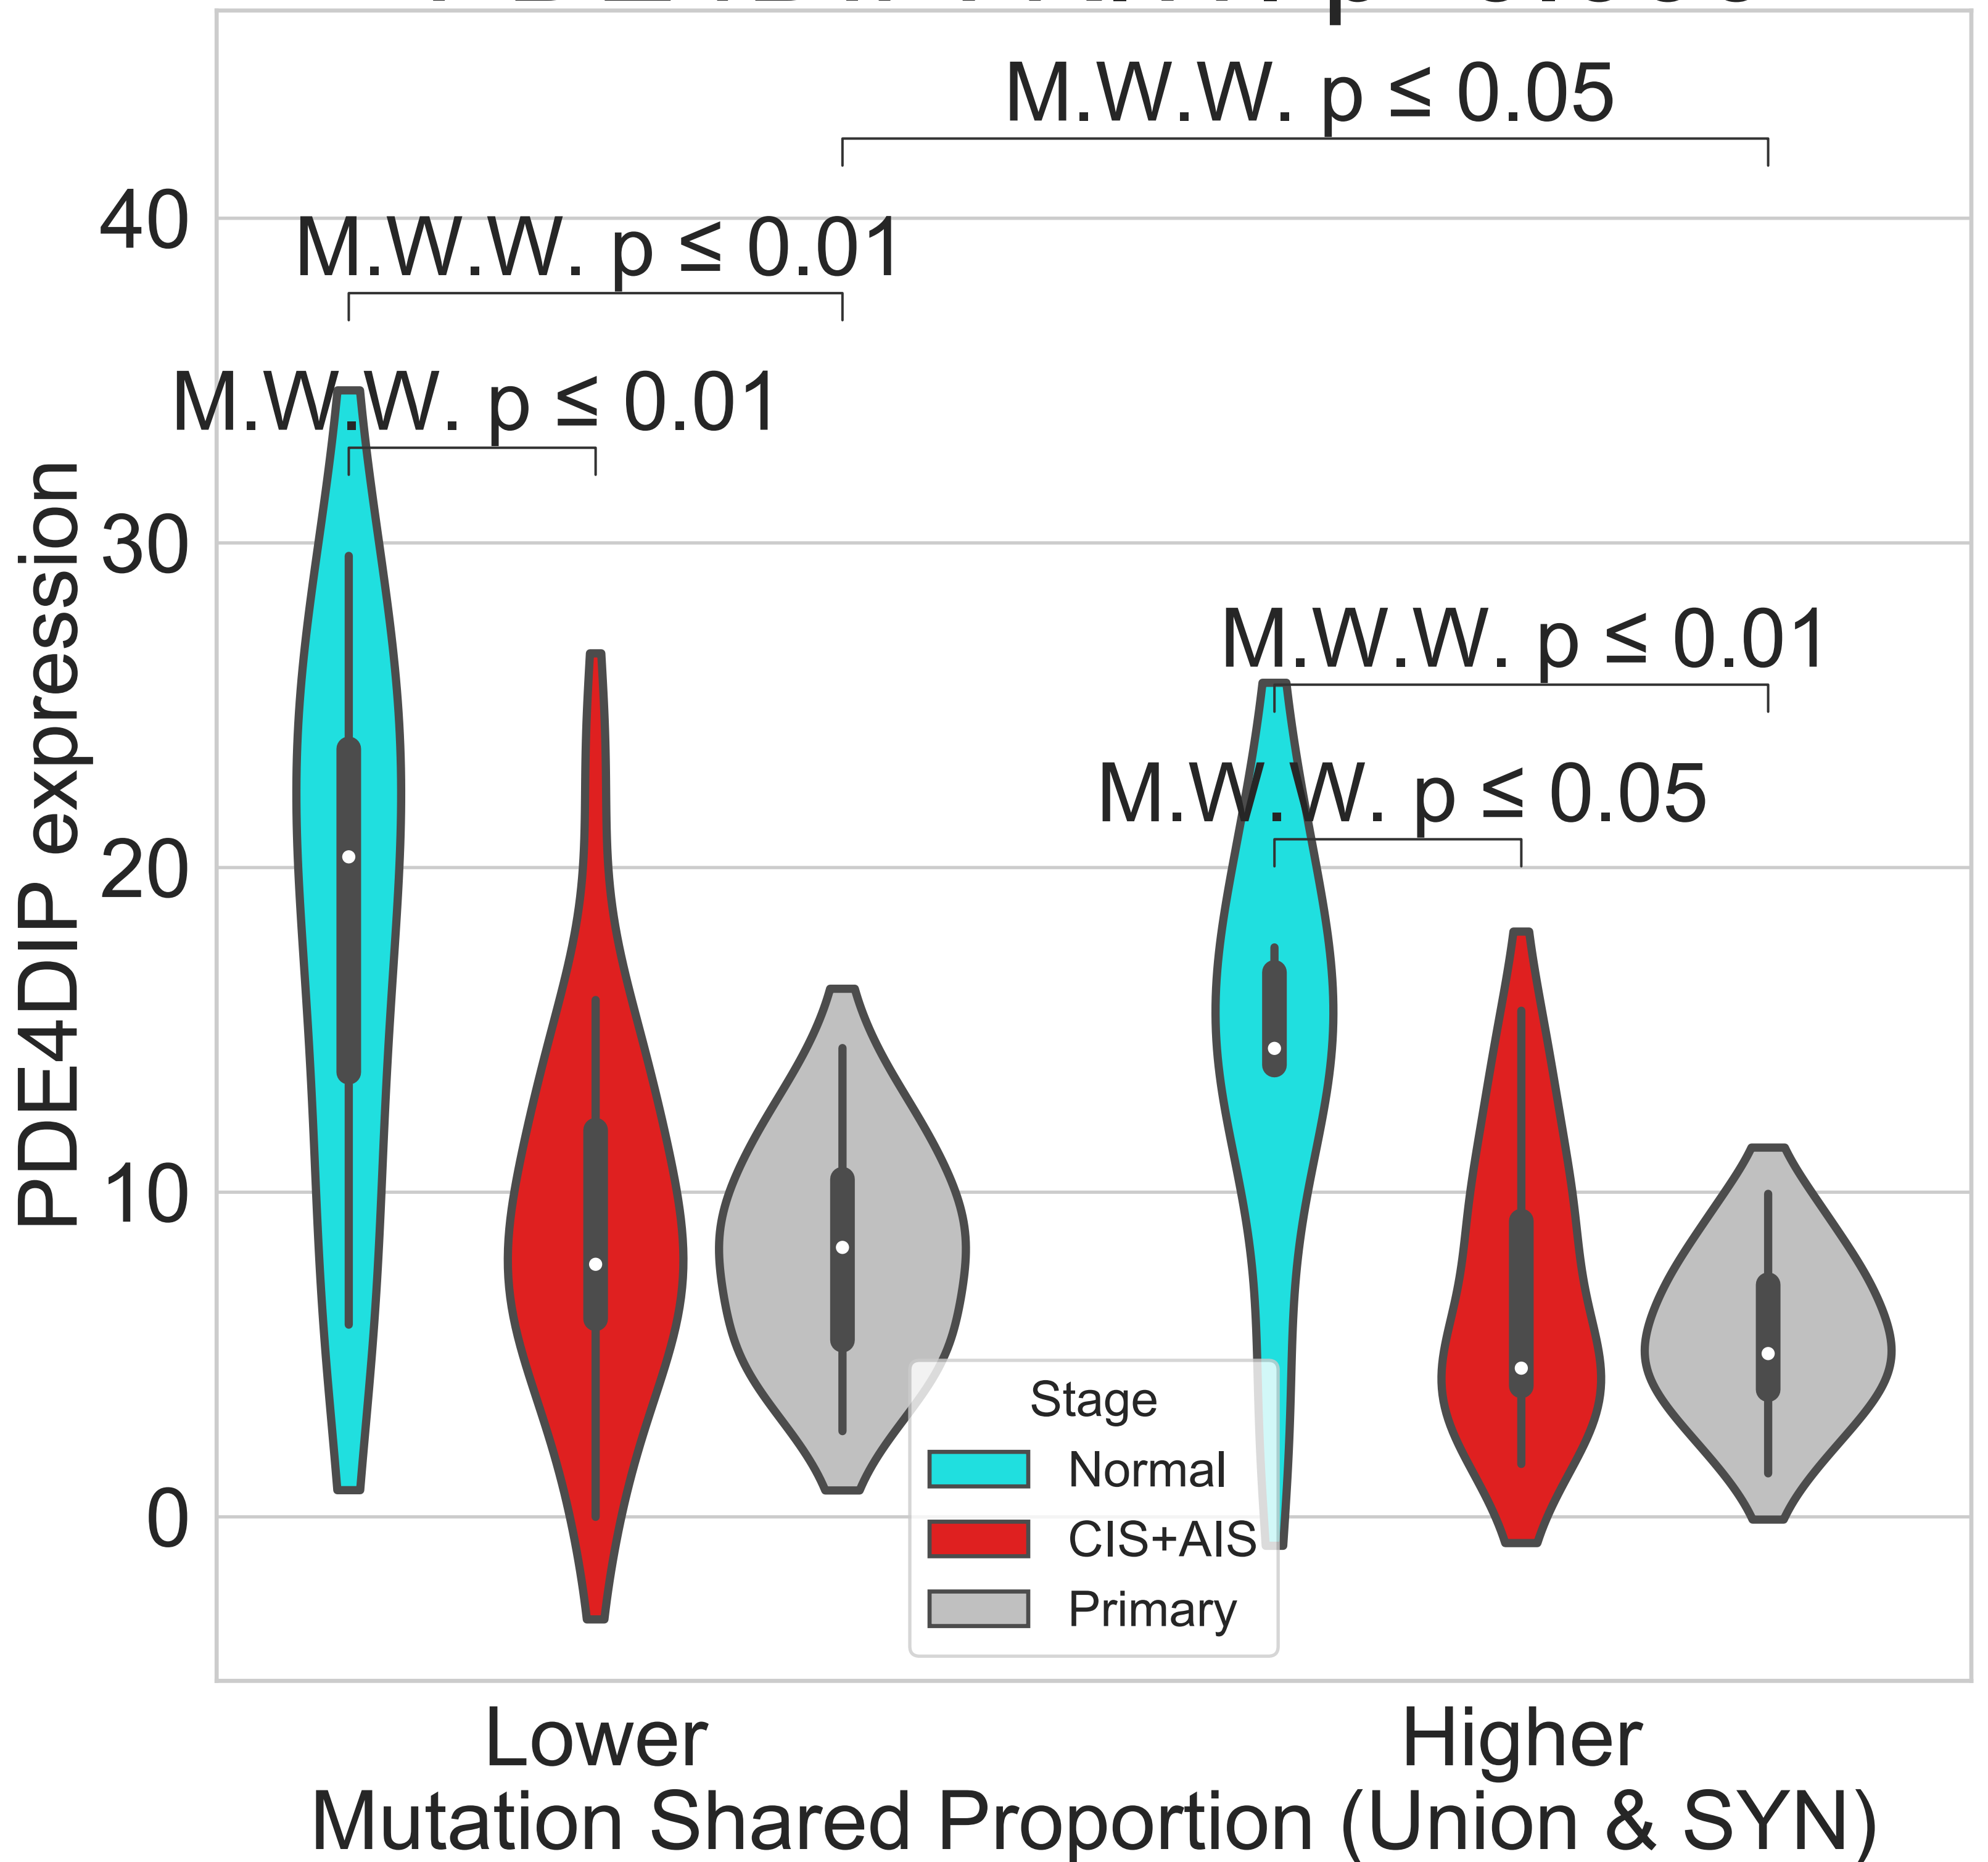 M.W.W. p ≤ 0.05
40
M.W.W. p ≤ 0.01
M.W.W. p ≤ 0.01
30
M.W.W. p ≤ 0.01
M.W.W. p ≤ 0.05
20
10
0
PDE4DIP expression
Stage
Normal
CIS+AIS
Primary
Lower
Higher
Mutation Shared Proportion (Union & SYN)